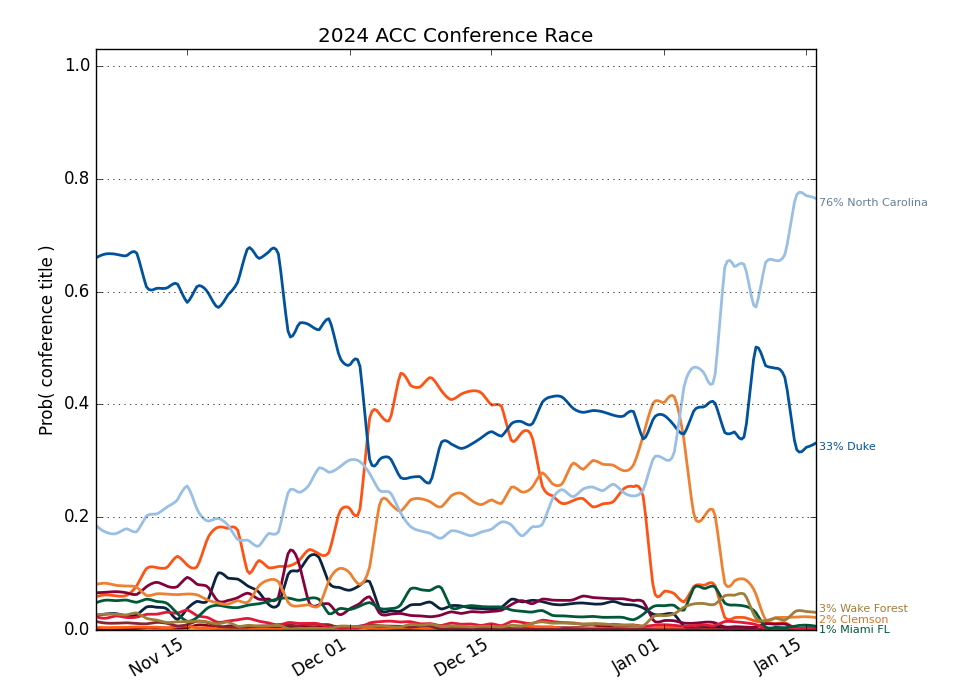 2024 ACC Conference Race
Prob( conference title )
1.0
0.8
0.6
0.4
0.2
0.0
Nov 15
Dec 01
Dec 15
Jan 01
Jan 15
76% North Carolina
33% Duke
3% Wake Forest
2% Clemson
1% Miami FL